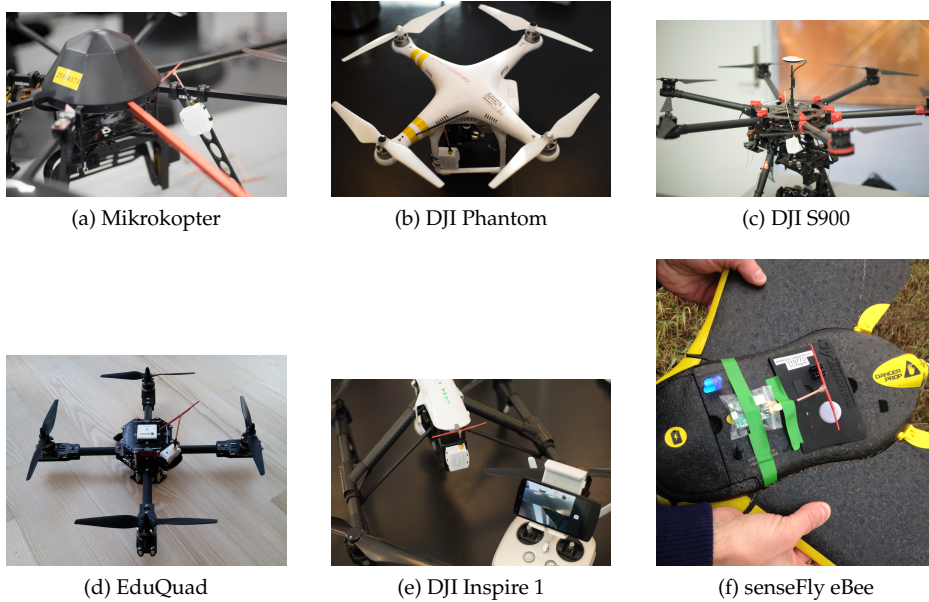 (a) Mikrokopter
(b) DJI Phantom
(c) DJI S900
(d) EduQuad
(e) DJI Inspire 1
DANGER
PROP
(f) senseFly eBee